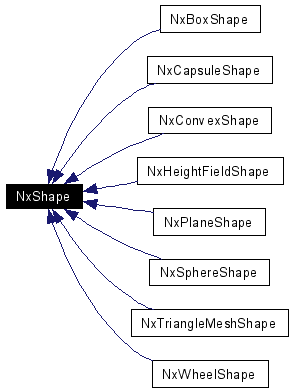 NxBoxShape
NxCapsuleShape
NxConvexShape
NxHeightFieldShape
NxShape
NxPlaneShape
NxSphereShape
NxTriangleMeshShape
NxWheelShape